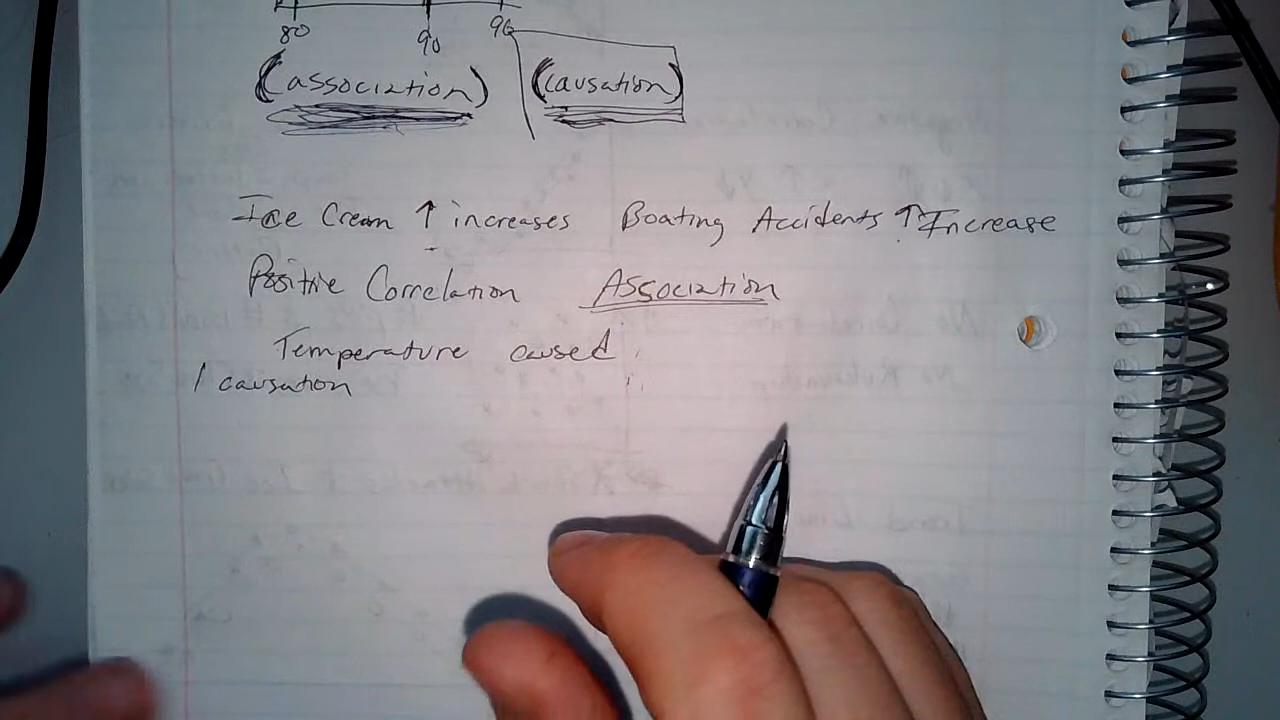 80 90 96
(association) (causation)
Ice Cream ↑ increases Boating Accidents ↑ Increase
Positive Correlation Association
Temperature caused
/ causation